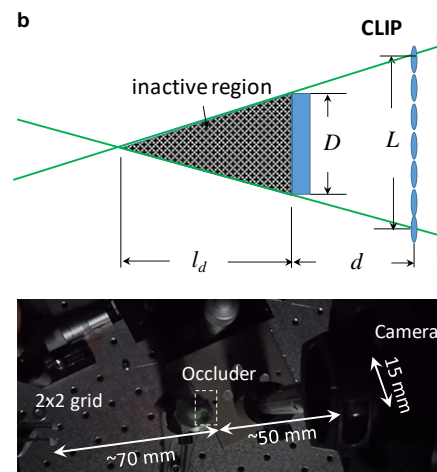 b
CLIP
inactive region
D
L
l_d
d
Camera
Occluder
15 mm
2x2 grid
~50 mm
~70 mm